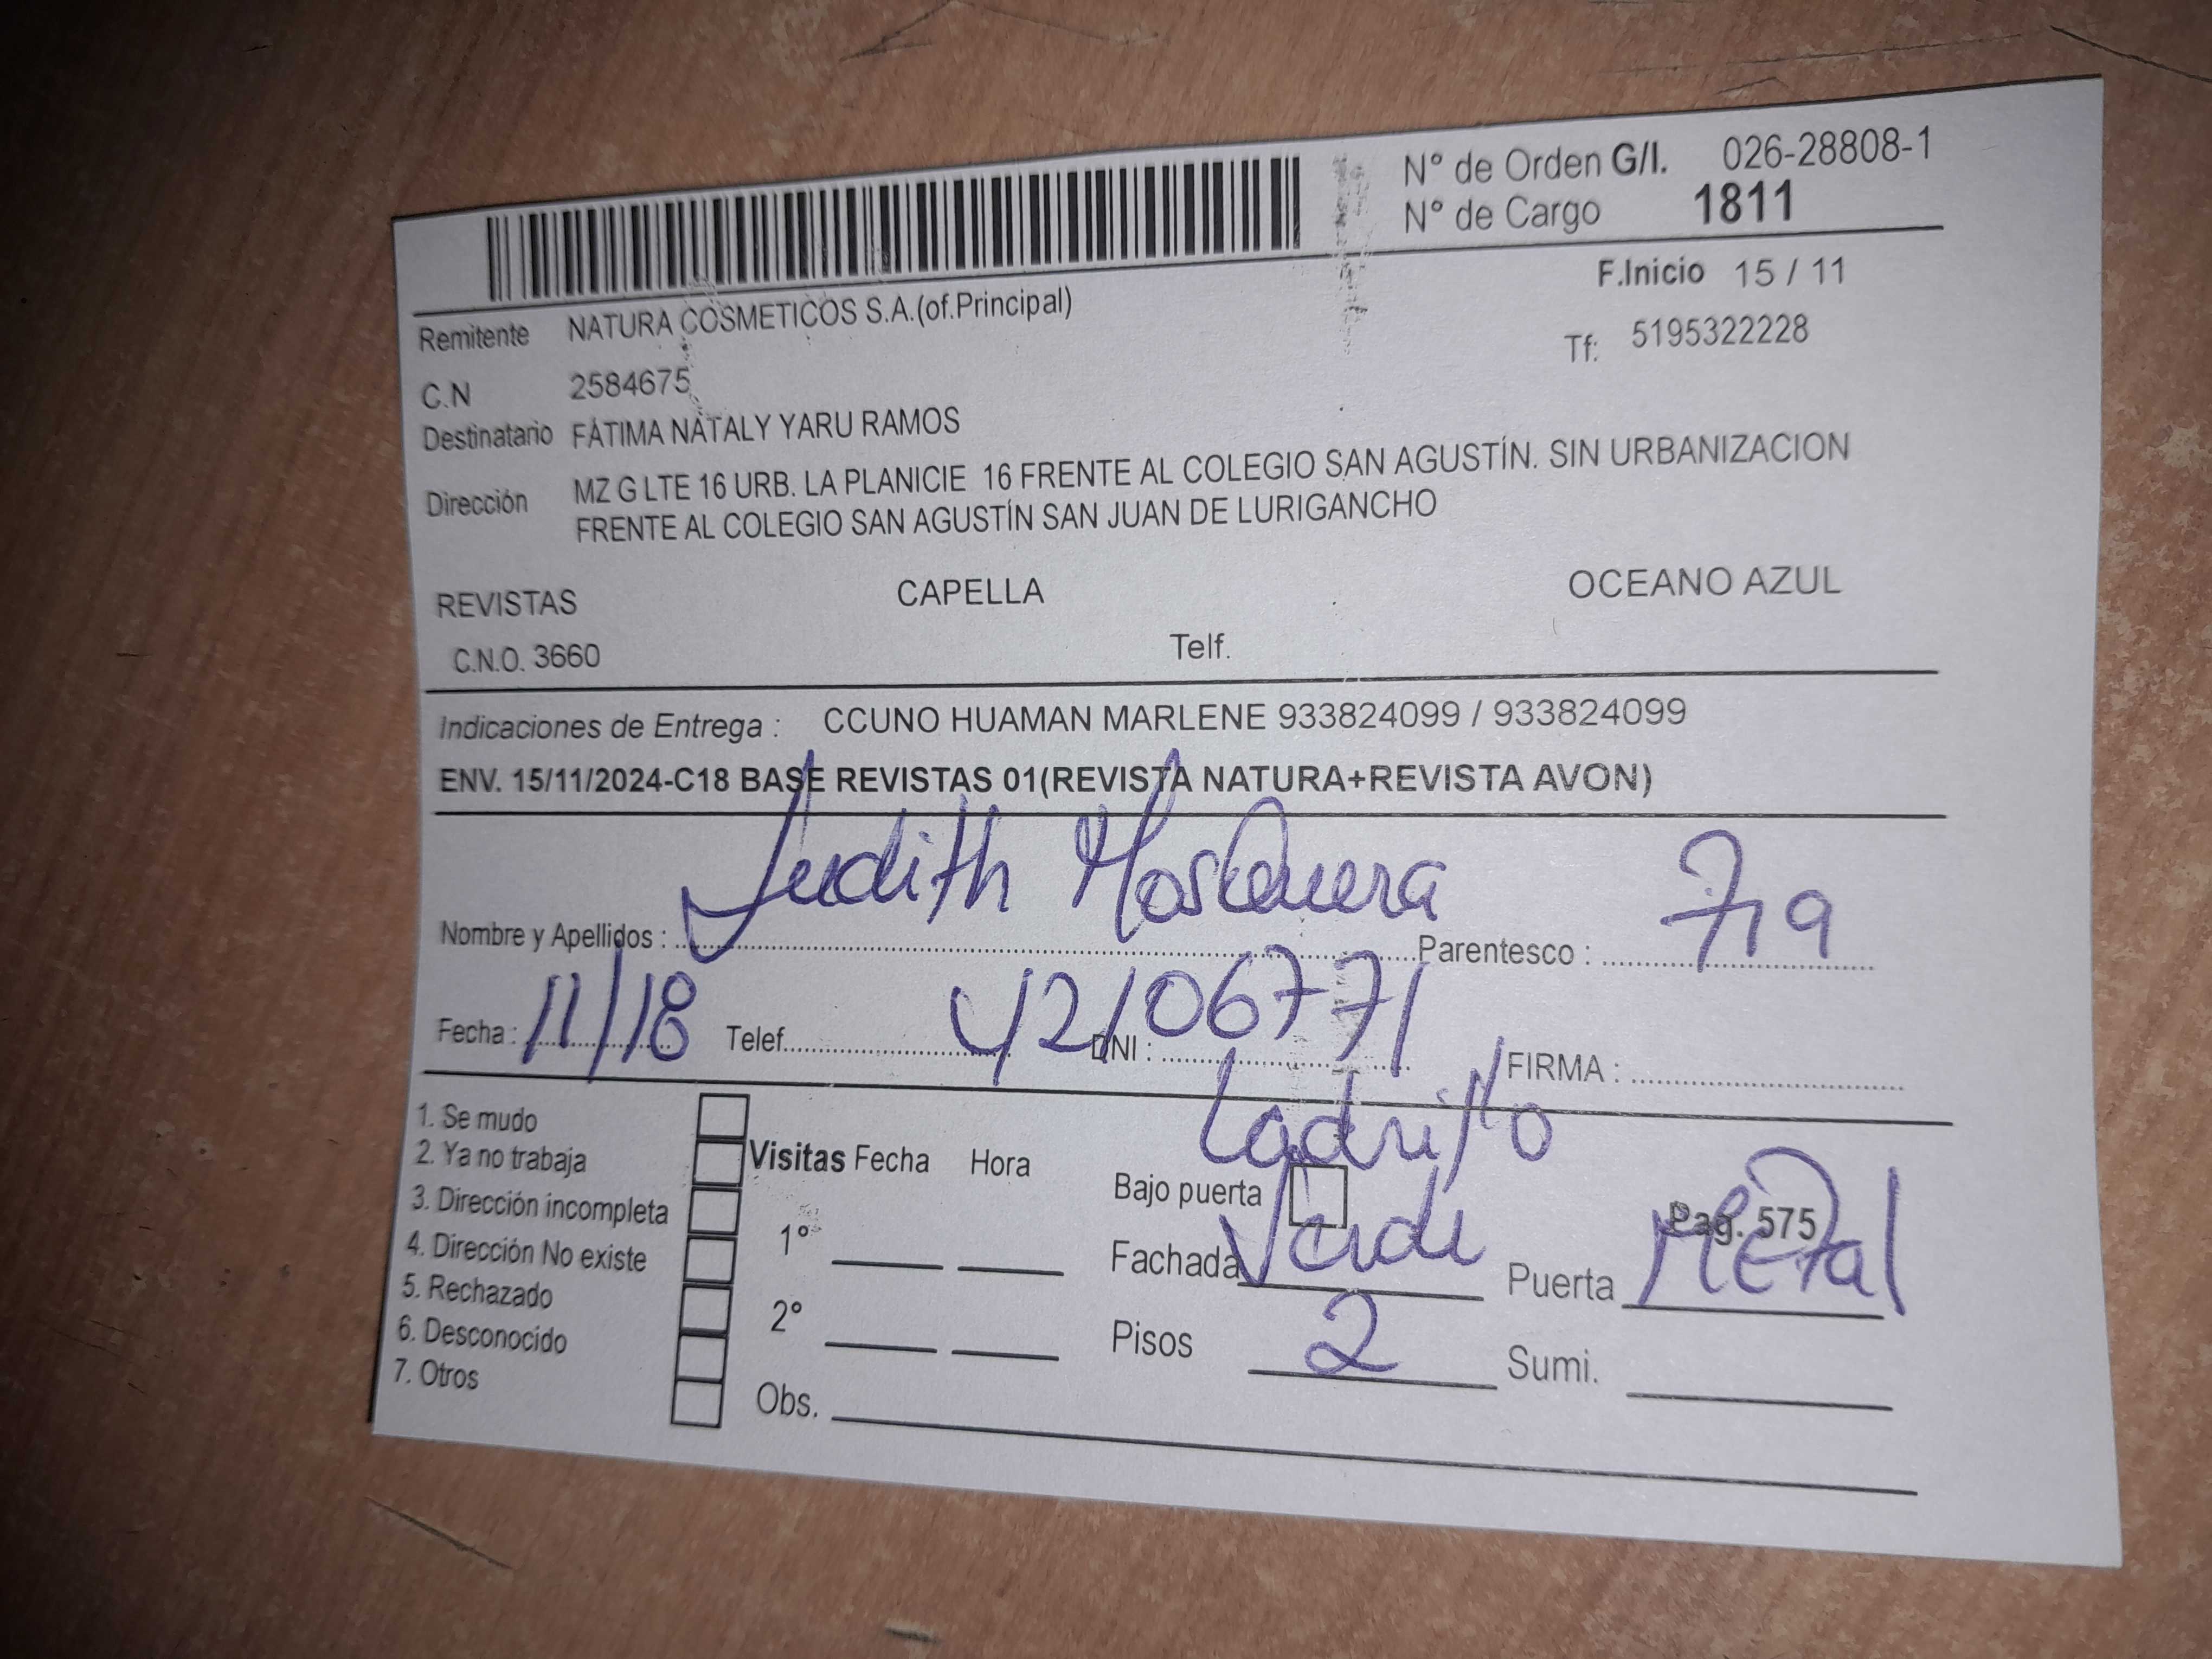 N° de Orden G/I. 026-28808-1
N° de Cargo 1811
F.Inicio 15 / 11
Remitente NATURA COSMETICOS S.A.(of.Principal)
Tf: 5195322228
C.N 2584675
Destinatario FÁTIMA NATALY YARU RAMOS
Dirección MZ G LTE 16 URB. LA PLANICIE 16 FRENTE AL COLEGIO SAN AGUSTÍN. SIN URBANIZACION
FRENTE AL COLEGIO SAN AGUSTÍN SAN JUAN DE LURIGANCHO
REVISTAS CAPELLA OCEANO AZUL
C.N.O. 3660 Telf.
Indicaciones de Entrega : CCUNO HUAMAN MARLENE 933824099 / 933824099
ENV. 15/11/2024-C18 BASE REVISTAS 01(REVISTA NATURA+REVISTA AVON)
Nombre y Apellidos : Judith Mosquera Parentesco :
Fecha : 11/18 Telef. DNI : 42106771 FIRMA :
Ladrillo
1. Se mudo
2. Ya no trabaja
3. Dirección incompleta
4. Dirección No existe
5. Rechazado
6. Desconocido
7. Otros
Visitas Fecha Hora
1°
2°
Obs.
Bajo puerta
Pag. 575
Fachada Verde Puerta Metal
Pisos 2 Sumi.